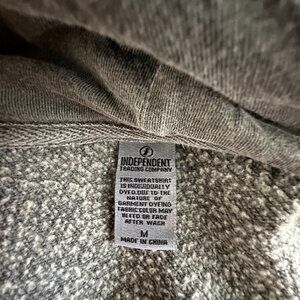 INDEPENDENT
TRADING COMPANY
THIS SWEATSHIRT
IS INDIVIDUALLY
DYED. DUE TO THE
NATURE OF
GARMENT DYEING
FABRIC COLOR MAY
BLEED OR FADE
AFTER WASH
M
MADE IN CHINA